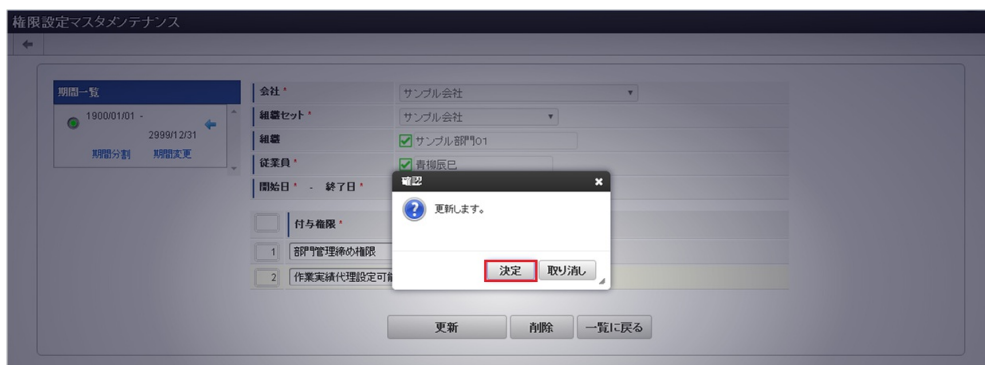 権限設定マスタメンテナンス
期間一覧
1900/01/01 -
2999/12/31
期間分割 期間変更
会社 * サンプル会社
組織セット * サンプル会社
組織 サンプル部門01
従業員 * 青柳辰巳
開始日 * - 終了日 *
付与権限 *
1 部門管理締め権限
2 作業実績代理設定可能
確認
更新します。
決定 取り消し
更新 削除 一覧に戻る